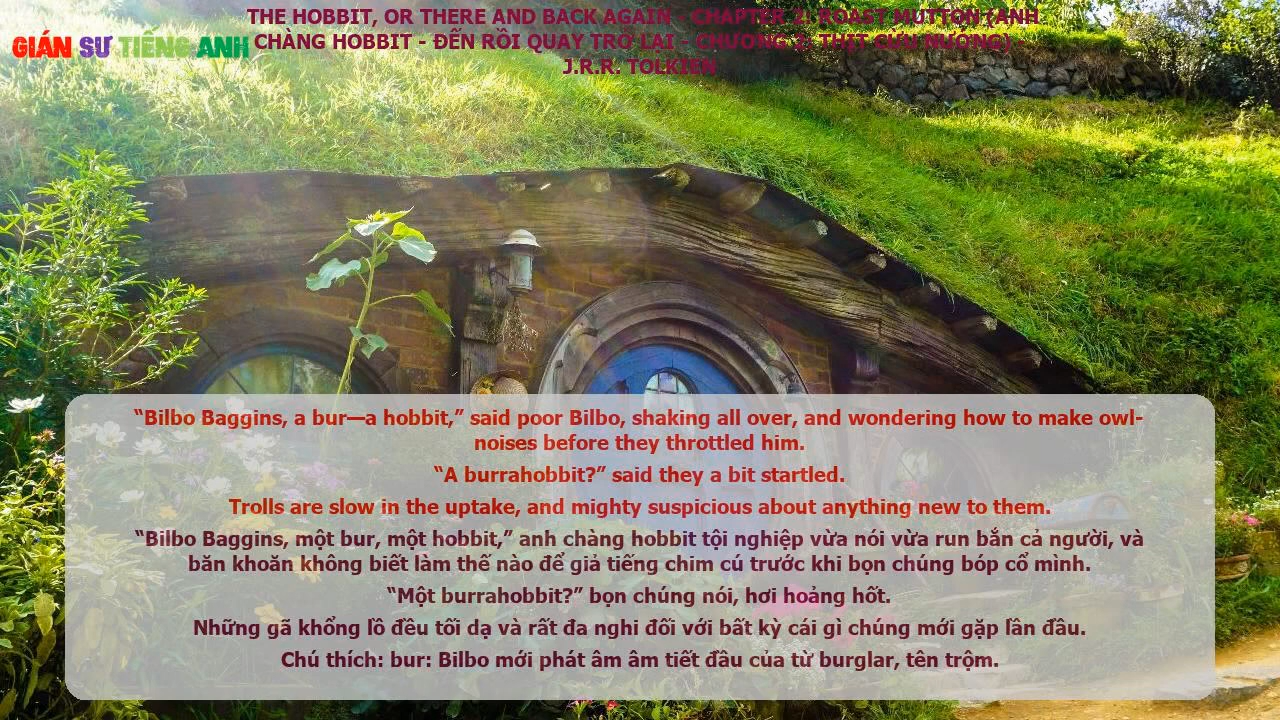 THE HOBBIT, OR THERE AND BACK AGAIN - CHAPTER 2: ROAST MUTTON (ANH
CHÀNG HOBBIT - ĐẾN RỒI QUAY TRỞ LẠI - CHƯƠNG 2: THỊT CỪU NƯỚNG) -
J.R.R. TOLKIEN
GIÁN SƯ TIẾNG ANH
“Bilbo Baggins, a bur—a hobbit,” said poor Bilbo, shaking all over, and wondering how to make owl-
noises before they throttled him.
“A burrahobbit?” said they a bit startled.
Trolls are slow in the uptake, and mighty suspicious about anything new to them.
“Bilbo Baggins, một bur, một hobbit,” anh chàng hobbit tội nghiệp vừa nói vừa run bắn cả người, và
băn khoăn không biết làm thế nào để giả tiếng chim cú trước khi bọn chúng bóp cổ mình.
“Một burrahobbit?” bọn chúng nói, hơi hoảng hốt.
Những gã khổng lồ đều tối dạ và rất đa nghi đối với bất kỳ cái gì chúng mới gặp lần đầu.
Chú thích: bur: Bilbo mới phát âm âm tiết đầu của từ burglar, tên trộm.